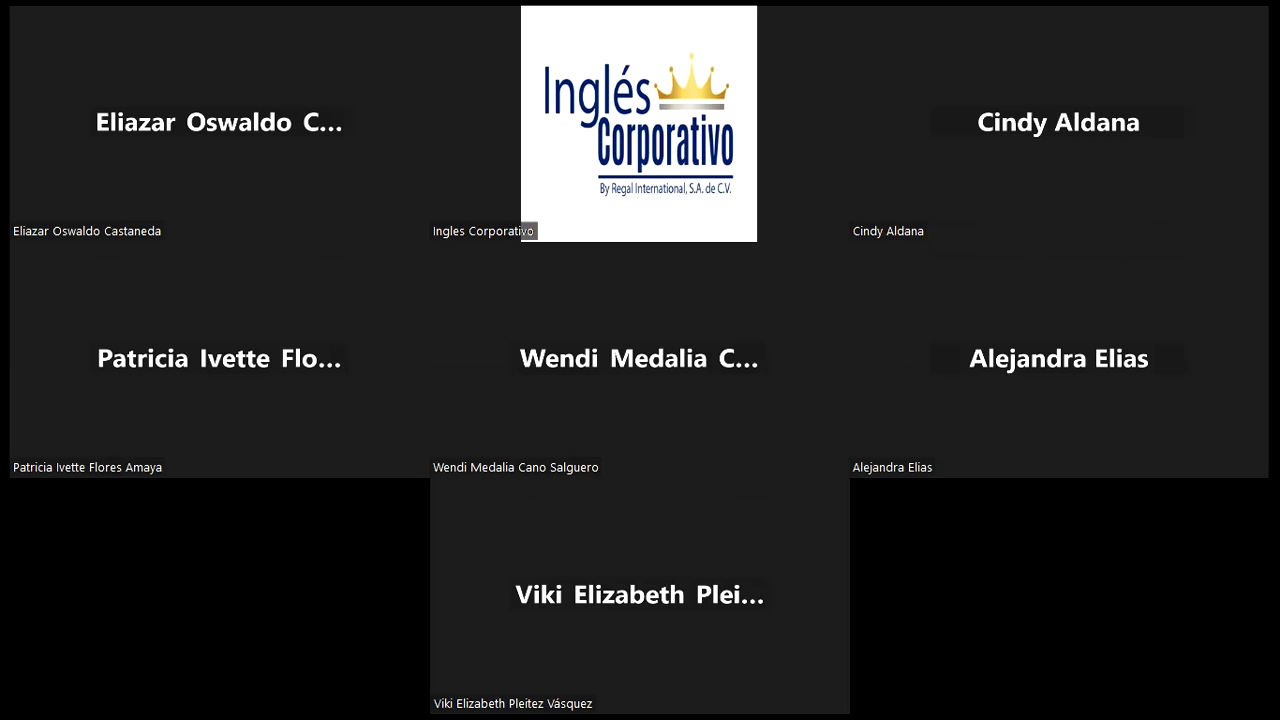 Eliazar Oswaldo C...
Eliazar Oswaldo Castaneda
Inglés
Corporativo
By Regal International, S.A. de C.V.
Ingles Corporativo
Cindy Aldana
Cindy Aldana
Patricia Ivette Flo...
Patricia Ivette Flores Amaya
Wendi Medalia C...
Wendi Medalia Cano Salguero
Alejandra Elias
Alejandra Elias
Viki Elizabeth Plei...
Viki Elizabeth Pleitez Vásquez